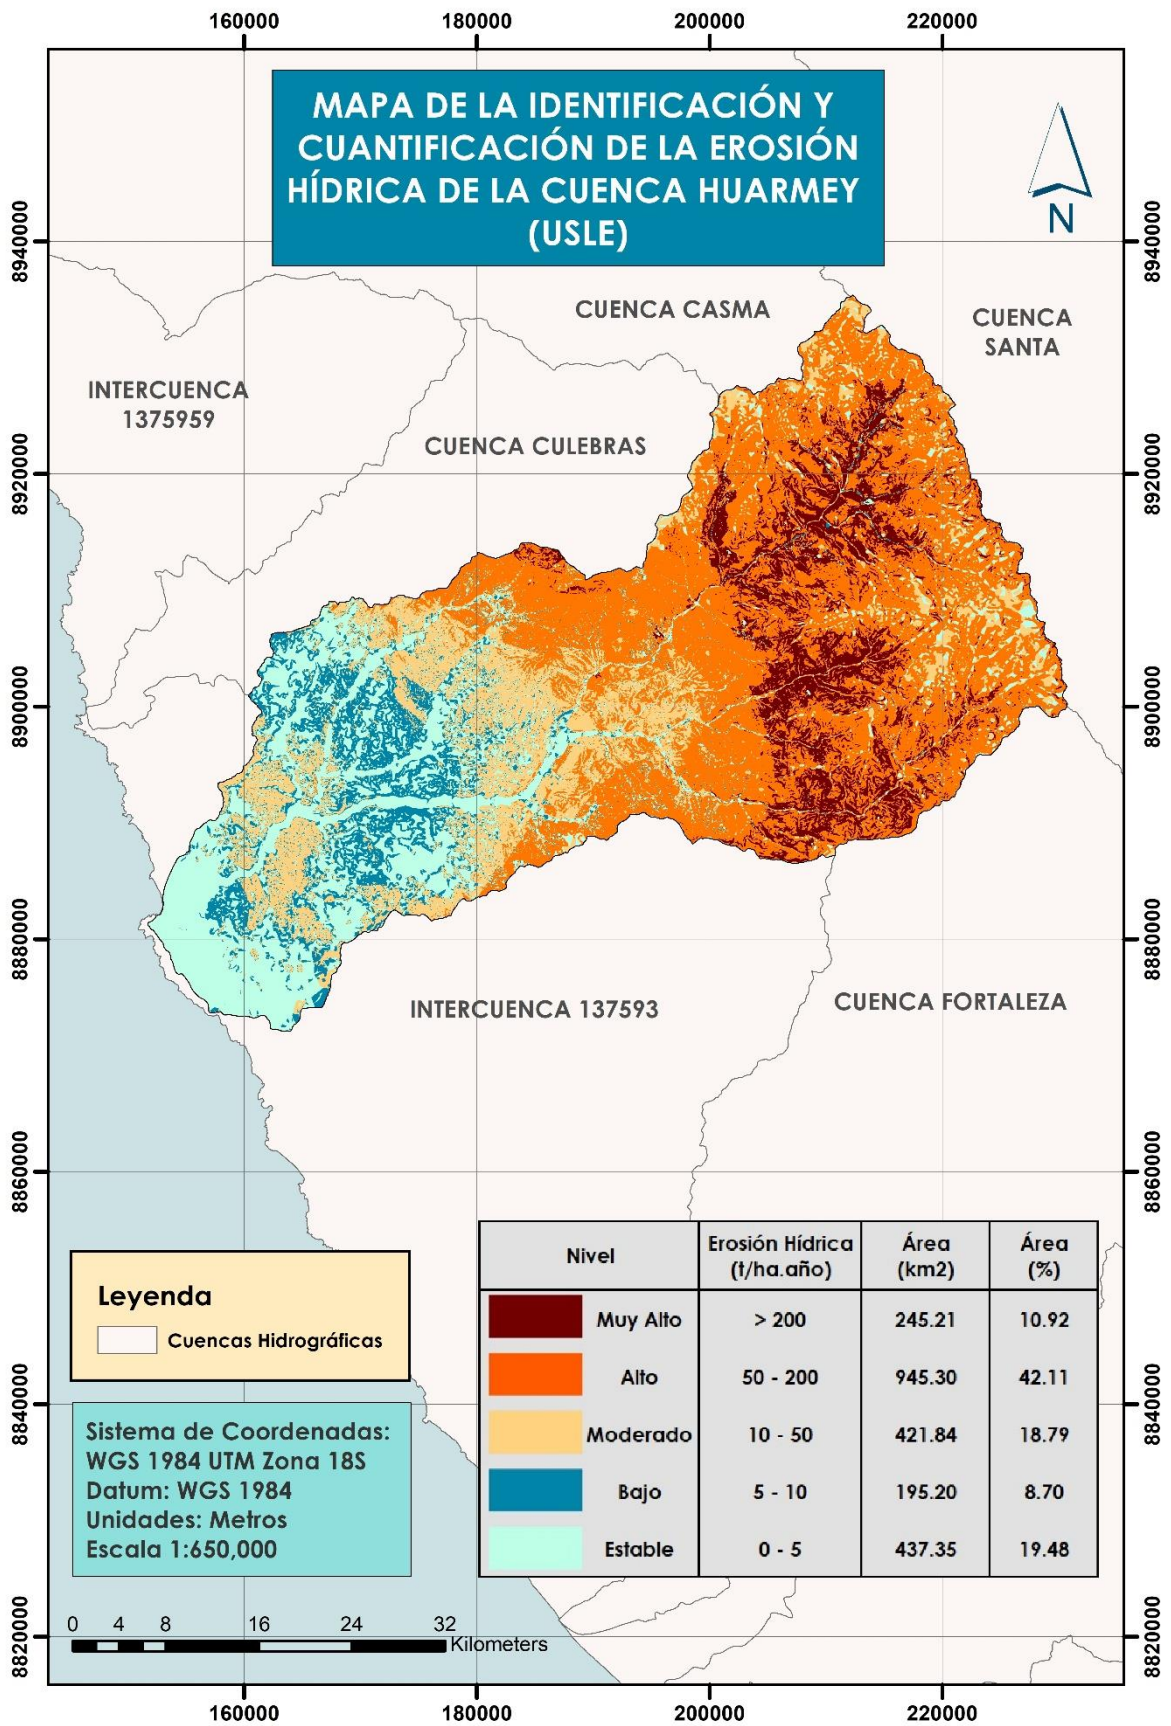 160000 180000 200000 220000
MAPA DE LA IDENTIFICACIÓN Y
CUANTIFICACIÓN DE LA EROSIÓN
HÍDRICA DE LA CUENCA HUARMEY
(USLE)
N
8940000 8940000
CUENCA CASMA
CUENCA
SANTA
INTERCUENCA
1375959
CUENCA CULEBRAS
8920000 8920000
8900000 8900000
8880000 8880000
INTERCUENCA 137593
CUENCA FORTALEZA
8860000 8860000
Leyenda
Cuencas Hidrográficas
8840000 8840000
Sistema de Coordenadas:
WGS 1984 UTM Zona 18S
Datum: WGS 1984
Unidades: Metros
Escala 1:650,000
Nivel Erosión Hídrica (t/ha.año) Área (km2) Área (%)
Muy Alto > 200 245.21 10.92
Alto 50 - 200 945.30 42.11
Moderado 10 - 50 421.84 18.79
Bajo 5 - 10 195.20 8.70
Estable 0 - 5 437.35 19.48
0 4 8 16 24 32
Kilometers
8820000 8820000
160000 180000 200000 220000